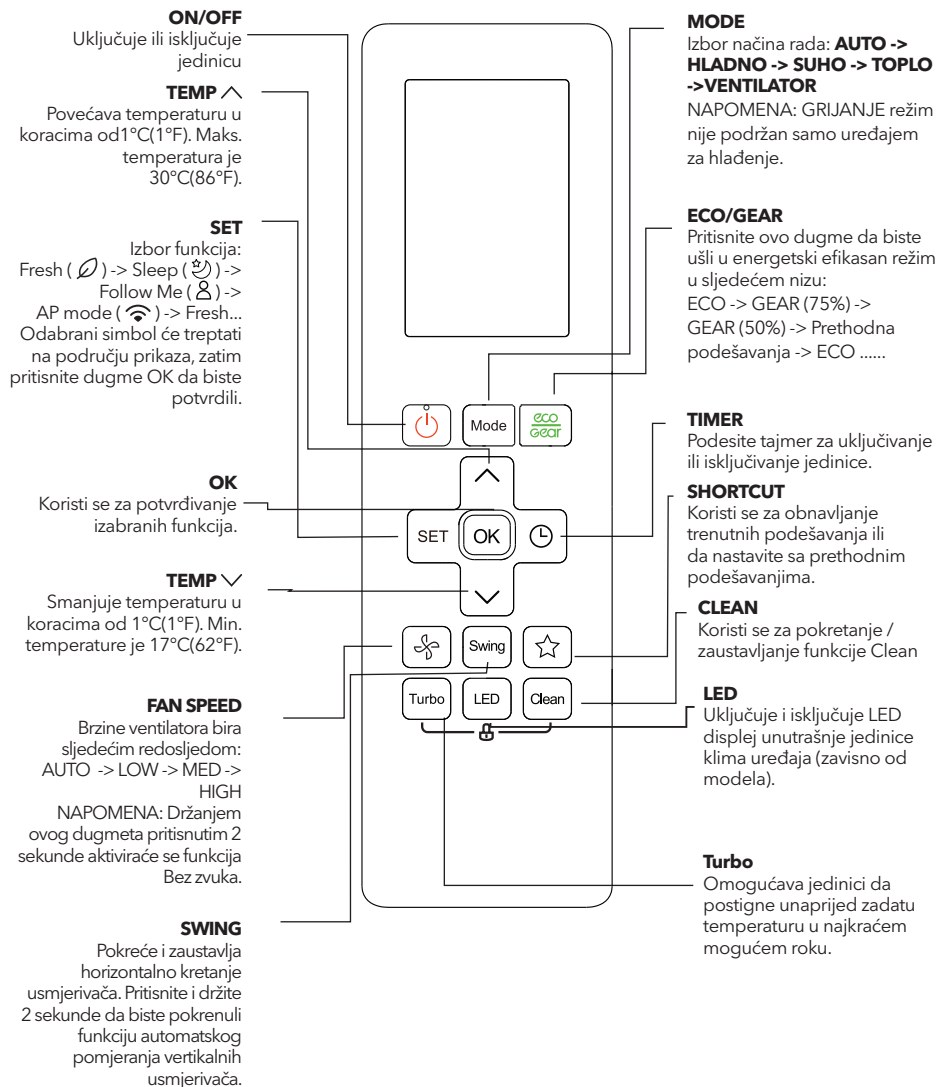 ON/OFF
Uključuje ili isključuje
jedinicu
TEMP
Povećava temperaturu u
koracima od1°C(1°F). Maks.
temperatura je
30°C(86°F).
SET
Izbor funkcija:
Fresh ( ) -> Sleep ( ) ->
Follow Me ( ) ->
AP mode ( ) -> Fresh...
Odabrani simbol će treptati
na području prikaza, zatim
pritisnite dugme OK da biste
potvrdili.
OK
Koristi se za potvrđivanje
izabranih funkcija.
TEMP
Smanjuje temperaturu u
koracima od 1°C(1°F). Min.
temperature je 17°C(62°F).
FAN SPEED
Brzine ventilatora bira
sljedećim redosljedom:
AUTO -> LOW -> MED ->
HIGH
NAPOMENA: Držanjem
ovog dugmeta pritisnutim 2
sekunde aktiviraće se funkcija
Bez zvuka.
SWING
Pokreće i zaustavlja
horizontalno kretanje
usmjerivača. Pritisnite i držite
2 sekunde da biste pokrenuli
funkciju automatskog
pomjeranja vertikalnih
usmjerivača.
Mode
eco
Gear
SET
OK
Swing
Turbo
LED
Clean
MODE
Izbor načina rada: AUTO ->
HLADNO -> SUHO -> TOPLO
->VENTILATOR
NAPOMENA: GRIJANJE režim
nije podržan samo uređajem
za hlađenje.
ECO/GEAR
Pritisnite ovo dugme da biste
ušli u energetski efikasan režim
u sljedećem nizu:
ECO -> GEAR (75%) ->
GEAR (50%) -> Prethodna
podešavanja -> ECO ......
TIMER
Podesite tajmer za uključivanje
ili isključivanje jedinice.
SHORTCUT
Koristi se za obnavljanje
trenutnih podešavanja ili
da nastavite sa prethodnim
podešavanjima.
CLEAN
Koristi se za pokretanje /
zaustavljanje funkcije Clean
LED
Uključuje i isključuje LED
displej unutrašnje jedinice
klima uređaja (zavisno od
modela).
Turbo
Omogućava jedinici da
postigne unaprijed zadatu
temperaturu u najkraćem
mogućem roku.